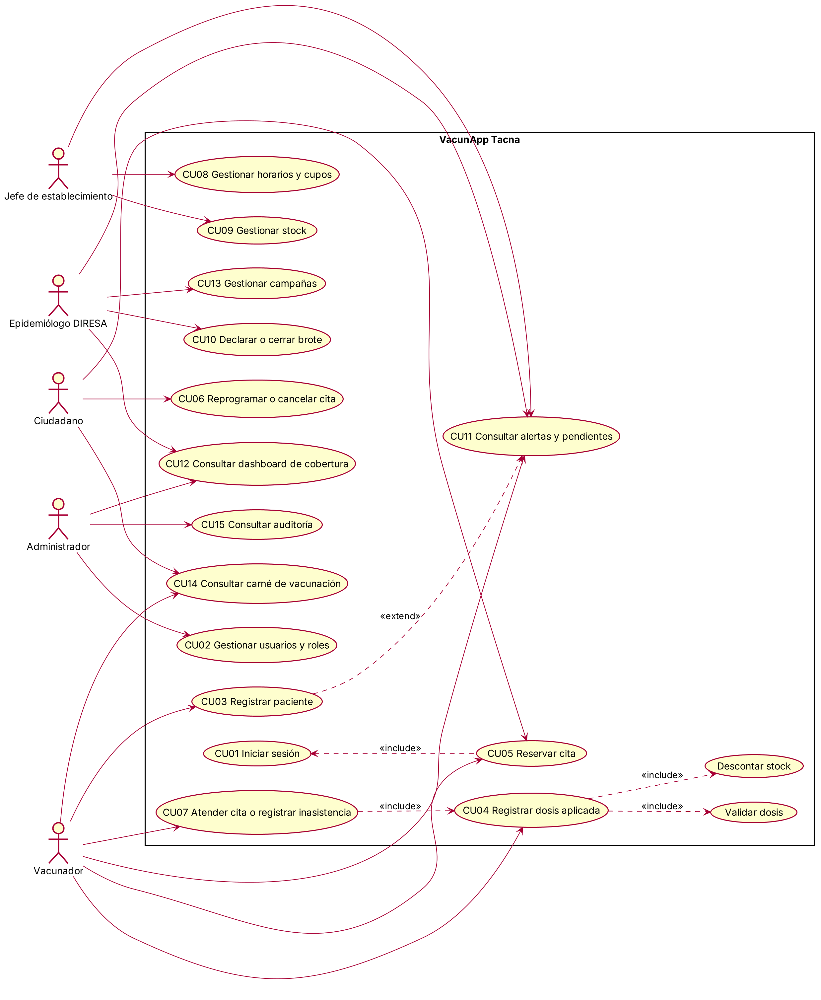 VacunApp Tacna
CU08 Gestionar horarios y cupos
Jefe de establecimiento
CU09 Gestionar stock
CU13 Gestionar campañas
Epidemiólogo DIRESA
CU10 Declarar o cerrar brote
CU06 Reprogramar o cancelar cita
Ciudadano
CU11 Consultar alertas y pendientes
CU12 Consultar dashboard de cobertura
CU15 Consultar auditoría
Administrador
CU14 Consultar carné de vacunación
«extend»
CU02 Gestionar usuarios y roles
CU03 Registrar paciente
CU01 Iniciar sesión
«include»
CU05 Reservar cita
Descontar stock
«include»
CU07 Atender cita o registrar inasistencia
«include»
CU04 Registrar dosis aplicada
«include»
Validar dosis
Vacunador